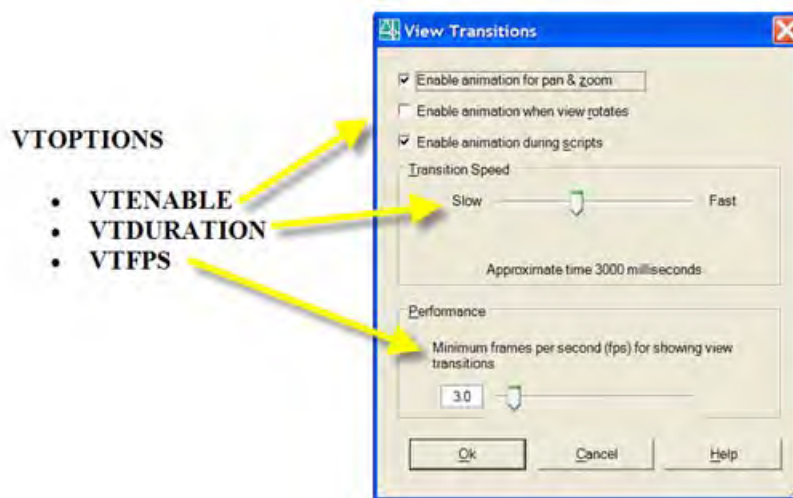 VTOPTIONS
• VTENABLE
• VTDURATION
• VTFPS
View Transitions
Enable animation for pan & zoom
Enable animation when view rotates
Enable animation during scripts
Transition Speed
Slow
Fast
Approximate time 3000 milliseconds
Performance
Minimum frames per second (fps) for showing view
transitions
3.0
Ok
Cancel
Help